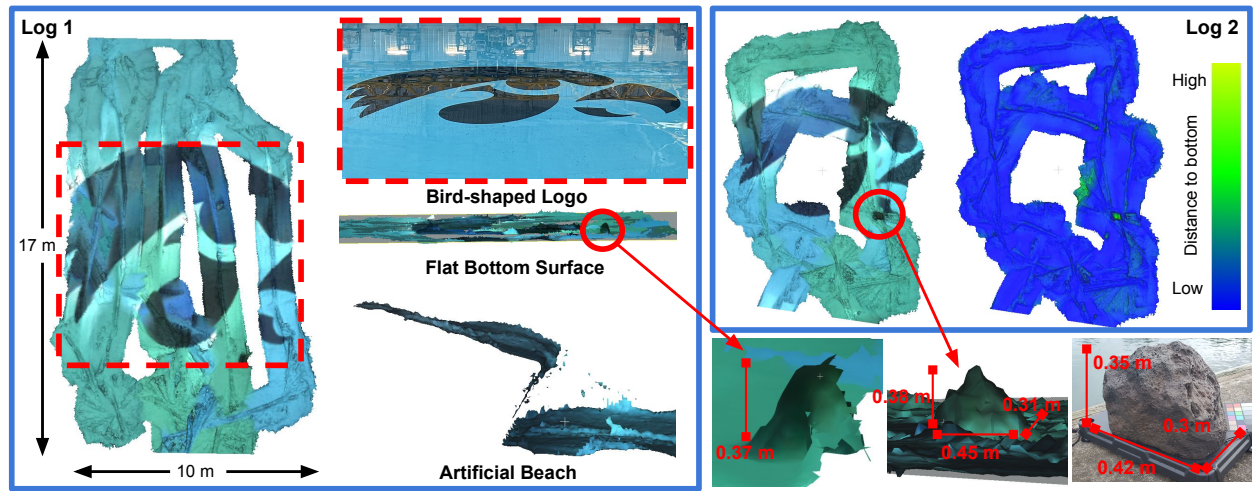 Log 1
17 m
10 m
Bird-shaped Logo
Flat Bottom Surface
Artificial Beach
Log 2
High
Distance to bottom
Low
0.37 m
0.38 m
0.31 m
0.45 m
0.35 m
0.3 m
0.42 m